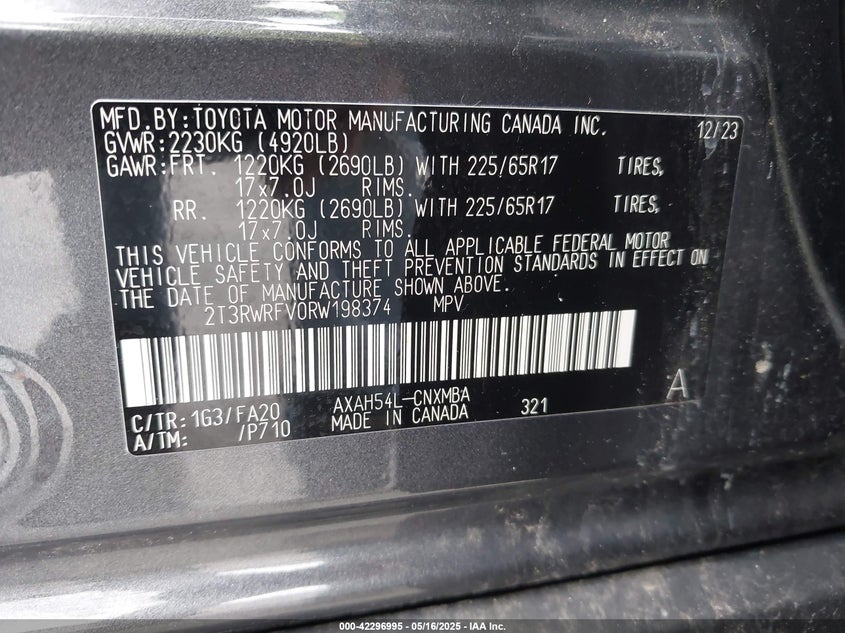 MFD.BY:TOYOTA MOTOR MANUFACTURING CANADA INC. 12/23
GVWR:2230KG (4920LB)
GAWR:FRT. 1220KG (2690LB) WITH 225/65R17 TIRES,
17x7.0J RIMS.
RR. 1220KG (2690LB) WITH 225/65R17 TIRES,
17x7.0J RIMS.
THIS VEHICLE CONFORMS TO ALL APPLICABLE FEDERAL MOTOR
VEHICLE SAFETY AND THEFT PREVENTION STANDARDS IN EFFECT ON
THE DATE OF MANUFACTURE SHOWN ABOVE.
2T3RWRFV0RW198374 MPV
A
C/TR:1G3/FA20 AXAH54L-CNXMBA 321
A/TM: /P710 MADE IN CANADA
000-42296995 - 05/16/2025 - IAA Inc.